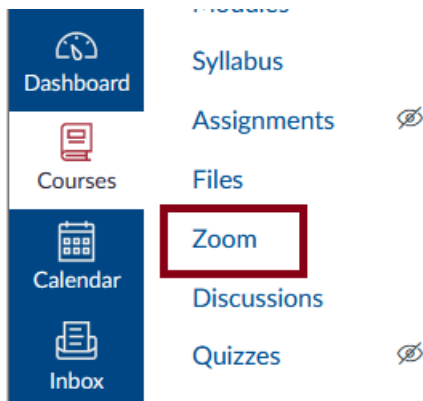 Dashboard
Courses
Calendar
Inbox
Syllabus
Assignments
Files
Zoom
Discussions
Quizzes